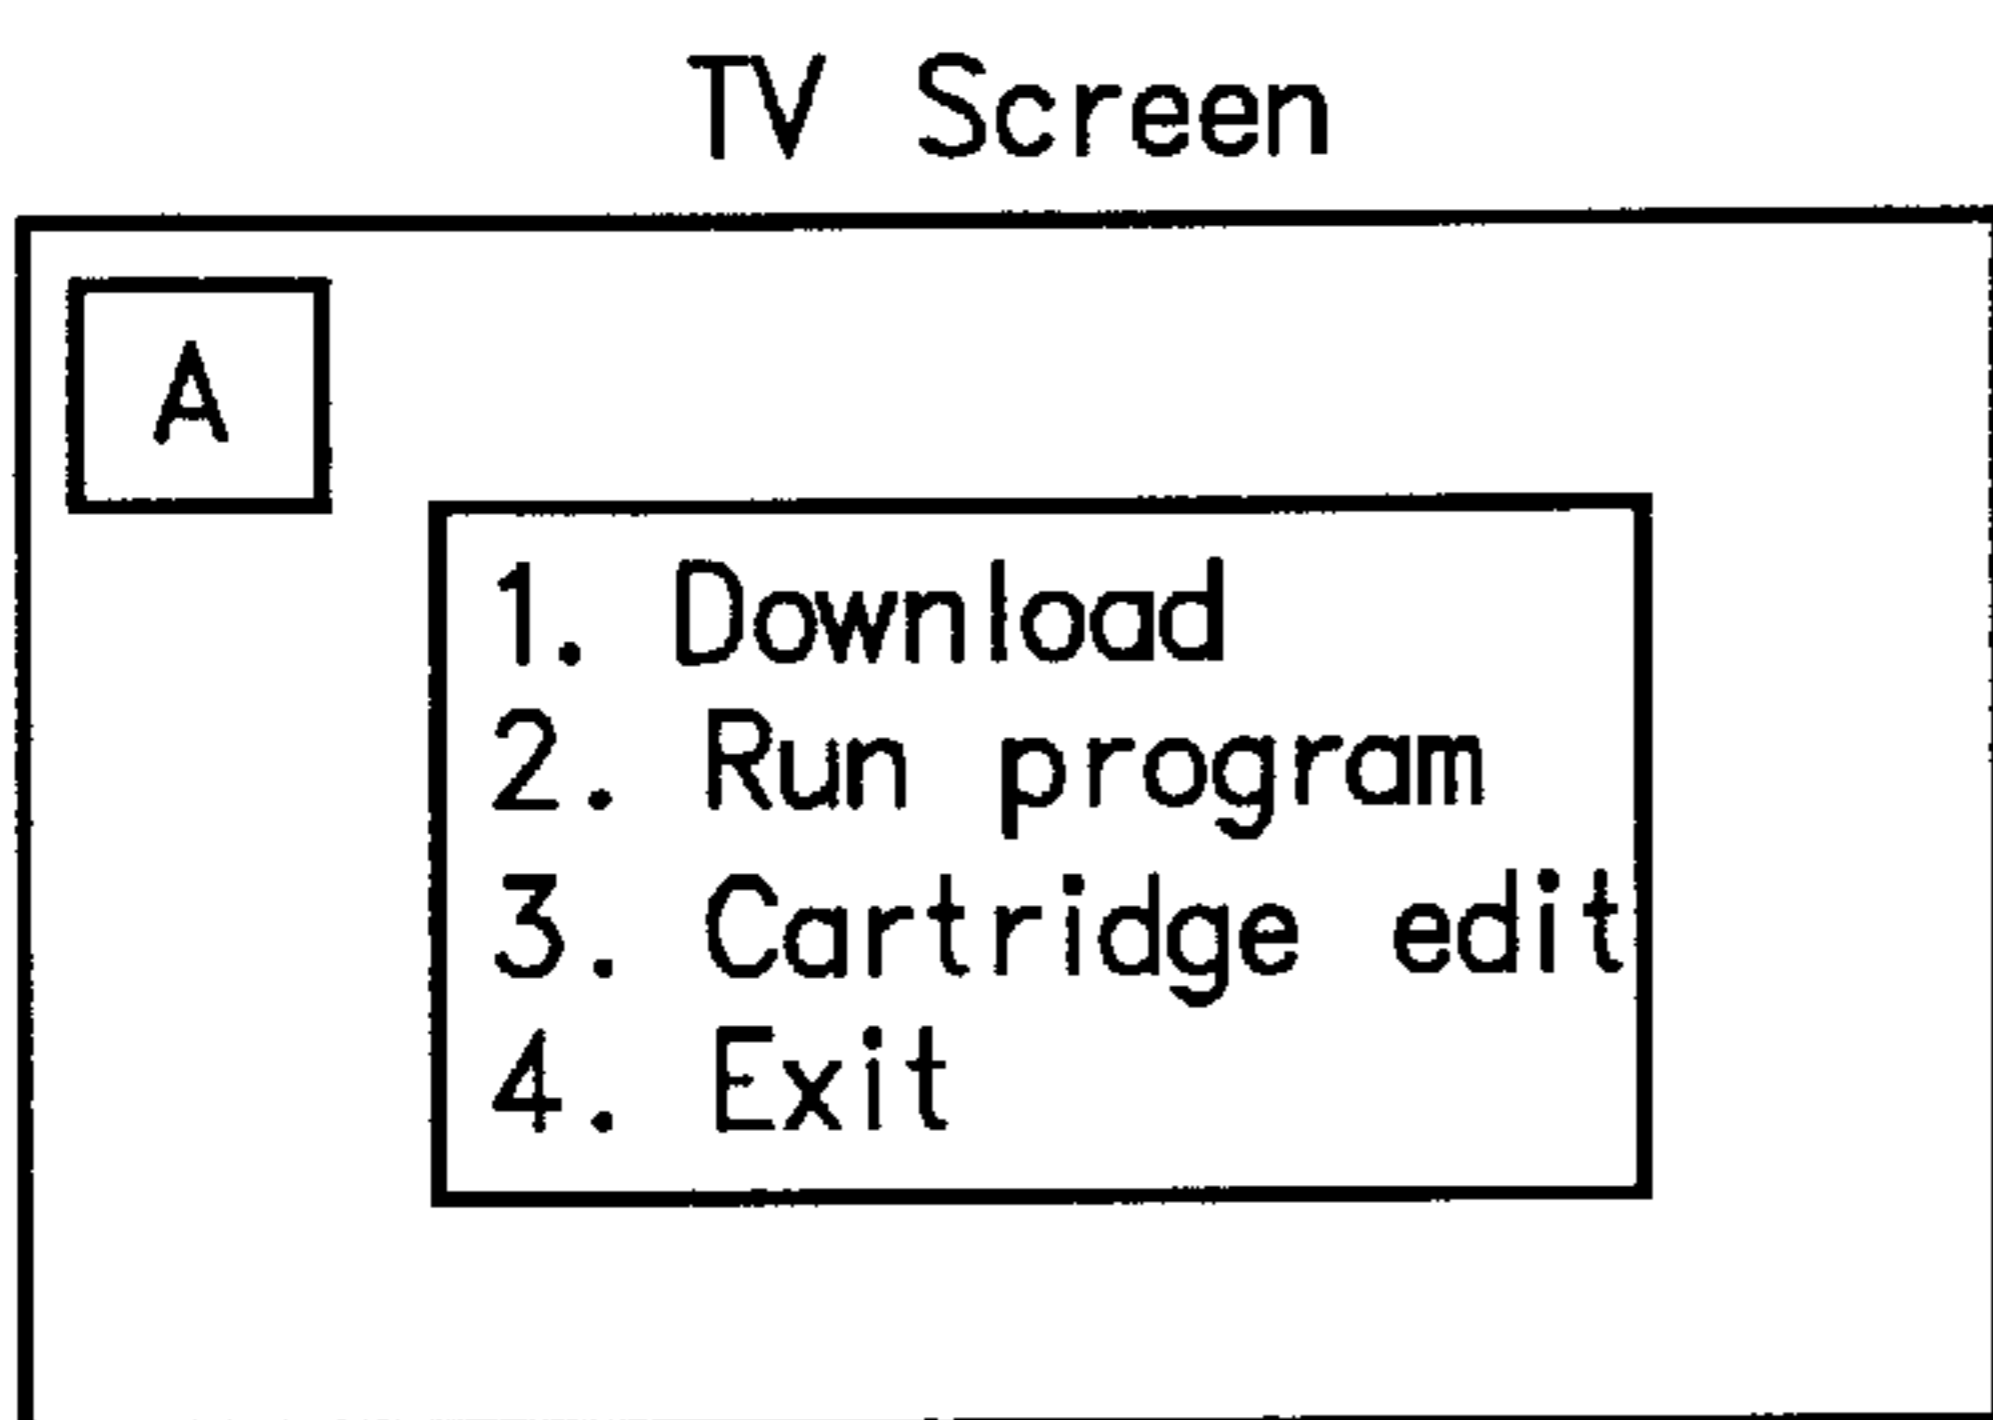 TV Screen
A
1. Download
2. Run program
3. Cartridge edit
4. Exit